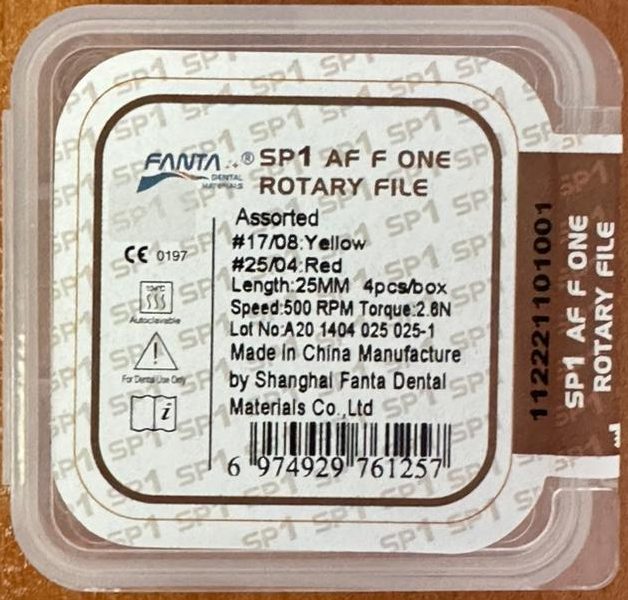 FANTA ® SP1 AF F ONE
DENTAL
MATERIALS
ROTARY FILE
Assorted
#17/08:Yellow
#25/04:Red
Length:25MM 4pcs/box
Speed:500 RPM Torque:2.6N
Lot No:A20 1404 025 025-1
Made in China Manufacture
by Shanghai Fanta Dental
Materials Co.,Ltd
6 974929 761257
CE 0197
Autoclavable
For Dental Use Only
i
112221101001
SP1 AF F ONE
ROTARY FILE